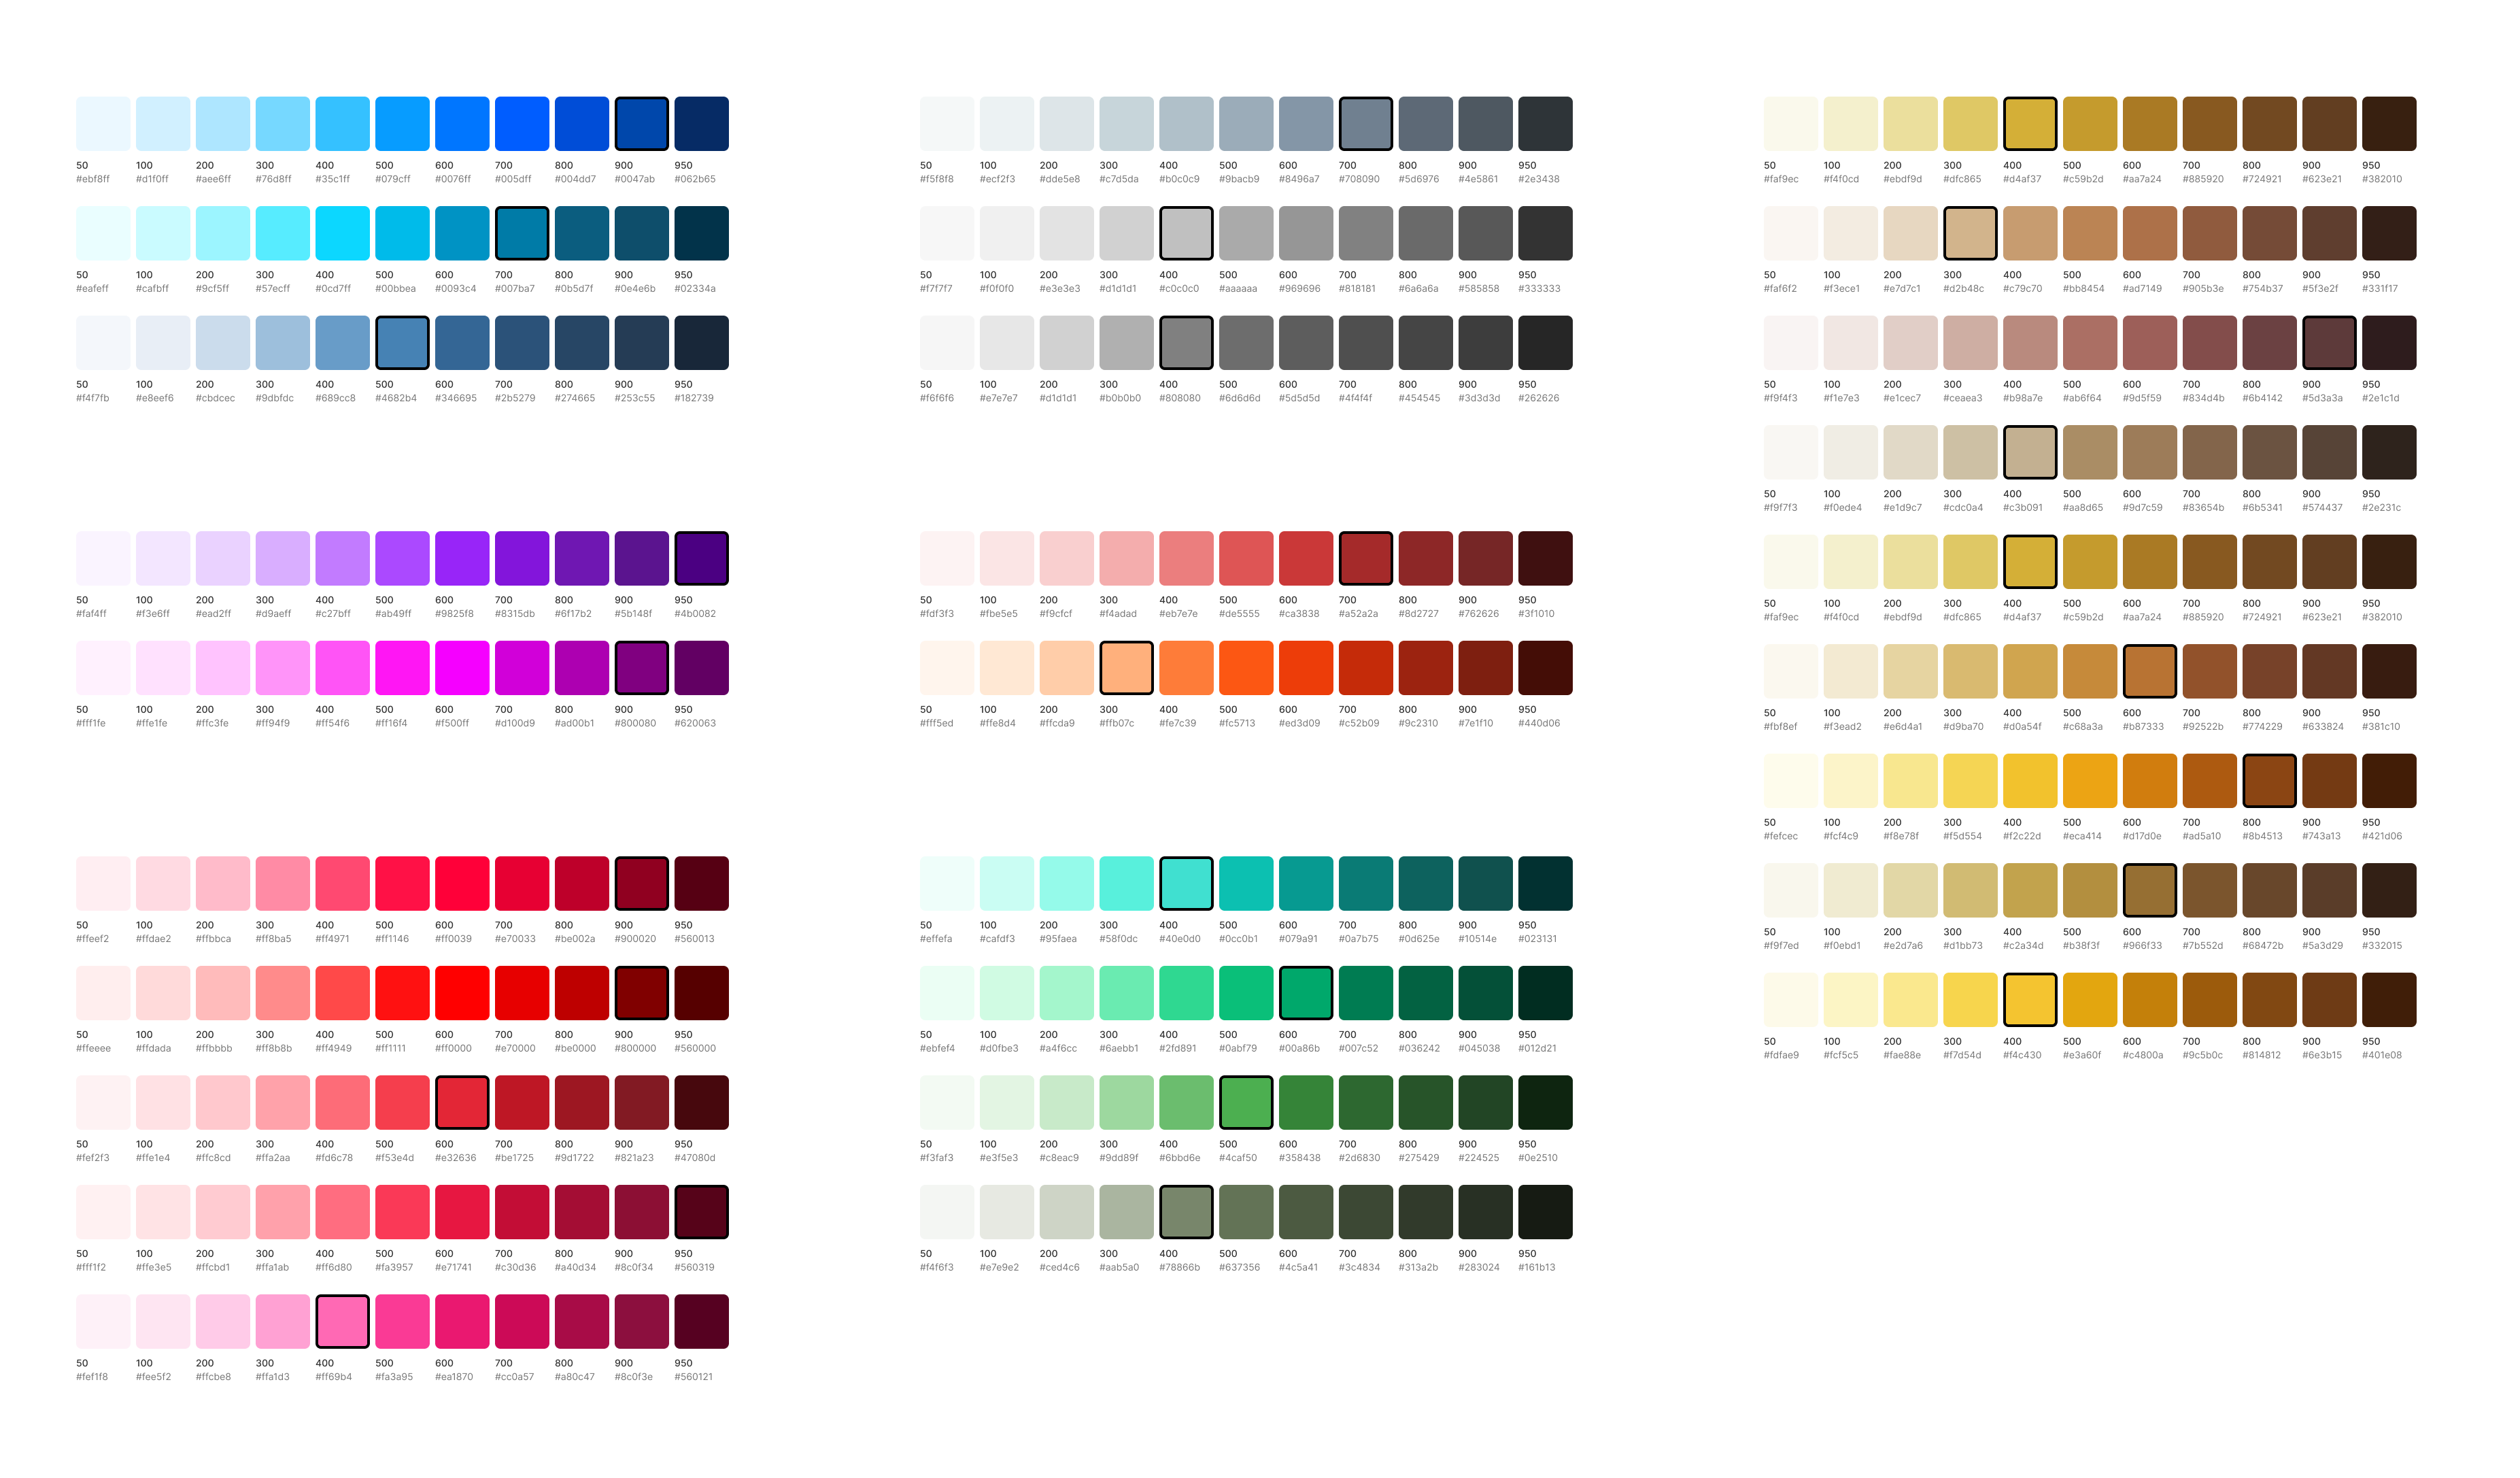 50 100 200 300 400 500 600 700 800 900 950
#ebf8ff #d1f0ff #aee6ff #76d8ff #35c1ff #079cff #0076ff #005dff #004dd7 #0047ab #062b65
50 100 200 300 400 500 600 700 800 900 950
#eafeff #cafbff #9cf5ff #57ecff #0cd7ff #00bbea #0093c4 #007ba7 #0b5d7f #0e4e6b #02334a
50 100 200 300 400 500 600 700 800 900 950
#f4f7fb #e8eef6 #cbdcec #9dbfdc #689cc8 #4682b4 #346695 #2b5279 #274665 #253c55 #182739
50 100 200 300 400 500 600 700 800 900 950
#faf4ff #f3e6ff #ead2ff #d9aeff #c27bff #ab49ff #9825f8 #8315db #6f17b2 #5b148f #4b0082
50 100 200 300 400 500 600 700 800 900 950
#fff1fe #ffe1fe #ffc3fe #ff94f9 #ff54f6 #ff16f4 #f500ff #d100d9 #ad00b1 #800080 #620063
50 100 200 300 400 500 600 700 800 900 950
#ffeef2 #ffdae2 #ffbbca #ff8ba5 #ff4971 #ff1146 #ff0039 #e70033 #be002a #900020 #560013
50 100 200 300 400 500 600 700 800 900 950
#ffeeee #ffdada #ffbbbb #ff8b8b #ff4949 #ff1111 #ff0000 #e70000 #be0000 #800000 #560000
50 100 200 300 400 500 600 700 800 900 950
#fef2f3 #ffe1e4 #ffc8cd #ffa2aa #fd6c78 #f53e4d #e32636 #be1725 #9d1722 #821a23 #47080d
50 100 200 300 400 500 600 700 800 900 950
#fff1f2 #ffe3e5 #ffcbd1 #ffa1ab #ff6d80 #fa3957 #e71741 #c30d36 #a40d34 #8c0f34 #560319
50 100 200 300 400 500 600 700 800 900 950
#fef1f8 #fee5f2 #ffcbe8 #ffa1d3 #ff69b4 #fa3a95 #ea1870 #cc0a57 #a80c47 #8c0f3e #560121
50 100 200 300 400 500 600 700 800 900 950
#f5f8f8 #ecf2f3 #dde5e8 #c7d5da #b0c0c9 #9bacb9 #8496a7 #708090 #5d6976 #4e5861 #2e3438
50 100 200 300 400 500 600 700 800 900 950
#f7f7f7 #f0f0f0 #e3e3e3 #d1d1d1 #c0c0c0 #aaaaaa #969696 #818181 #6a6a6a #585858 #333333
50 100 200 300 400 500 600 700 800 900 950
#f6f6f6 #e7e7e7 #d1d1d1 #b0b0b0 #808080 #6d6d6d #5d5d5d #4f4f4f #454545 #3d3d3d #262626
50 100 200 300 400 500 600 700 800 900 950
#fdf3f3 #fbe5e5 #f9cfcf #f4adad #eb7e7e #de5555 #ca3838 #a52a2a #8d2727 #762626 #3f1010
50 100 200 300 400 500 600 700 800 900 950
#fff5ed #ffe8d4 #ffcda9 #ffb07c #fe7c39 #fc5713 #ed3d09 #c52b09 #9c2310 #7e1f10 #440d06
50 100 200 300 400 500 600 700 800 900 950
#effefa #cafdf3 #95faea #58f0dc #40e0d0 #0cc0b1 #079a91 #0a7b75 #0d625e #10514e #023131
50 100 200 300 400 500 600 700 800 900 950
#ebfef4 #d0fbe3 #a4f6cc #6aebb1 #2fd891 #0abf79 #00a86b #007c52 #036242 #045038 #012d21
50 100 200 300 400 500 600 700 800 900 950
#f3faf3 #e3f5e3 #c8eac9 #9dd89f #6bbd6e #4caf50 #358438 #2d6830 #275429 #224525 #0e2510
50 100 200 300 400 500 600 700 800 900 950
#f4f6f3 #e7e9e2 #ced4c6 #aab5a0 #78866b #637356 #4c5a41 #3c4834 #313a2b #283024 #161b13
50 100 200 300 400 500 600 700 800 900 950
#faf9ec #f4f0cd #ebdf9d #dfc865 #d4af37 #c59b2d #aa7a24 #885920 #724921 #623e21 #382010
50 100 200 300 400 500 600 700 800 900 950
#faf6f2 #f3ece1 #e7d7c1 #d2b48c #c79c70 #bb8454 #ad7149 #905b3e #754b37 #5f3e2f #331f17
50 100 200 300 400 500 600 700 800 900 950
#f9f4f3 #f1e7e3 #e1cec7 #ceaea3 #b98a7e #ab6f64 #9d5f59 #834d4b #6b4142 #5d3a3a #2e1c1d
50 100 200 300 400 500 600 700 800 900 950
#f9f7f3 #f0ede4 #e1d9c7 #cdc0a4 #c3b091 #aa8d65 #9d7c59 #83654b #6b5341 #574437 #2e231c
50 100 200 300 400 500 600 700 800 900 950
#faf9ec #f4f0cd #ebdf9d #dfc865 #d4af37 #c59b2d #aa7a24 #885920 #724921 #623e21 #382010
50 100 200 300 400 500 600 700 800 900 950
#fbf8ef #f3ead2 #e6d4a1 #d9ba70 #d0a54f #c68a3a #b87333 #92522b #774229 #633824 #381c10
50 100 200 300 400 500 600 700 800 900 950
#fefcec #fcf4c9 #f8e78f #f5d554 #f2c22d #eca414 #d17d0e #ad5a10 #8b4513 #743a13 #421d06
50 100 200 300 400 500 600 700 800 900 950
#f9f7ed #f0ebd1 #e2d7a6 #d1bb73 #c2a34d #b38f3f #966f33 #7b552d #68472b #5a3d29 #332015
50 100 200 300 400 500 600 700 800 900 950
#fdfae9 #fcf5c5 #fae88e #f7d54d #f4c430 #e3a60f #c4800a #9c5b0c #814812 #6e3b15 #401e08